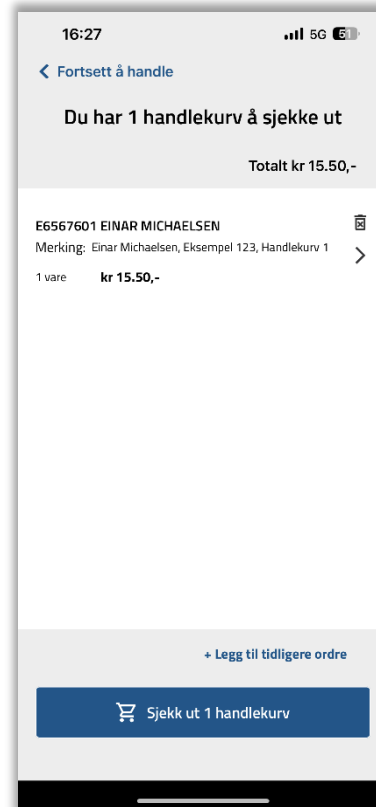 16:27 5G 51
Fortsett å handle
Du har 1 handlekurv å sjekke ut
Totalt kr 15.50,-
E6567601 EINAR MICHAELSEN
Merking: Einar Michaelsen, Eksempel 123, Handlekurv 1
1 vare kr 15.50,-
+ Legg til tidligere ordre
Sjekk ut 1 handlekurv